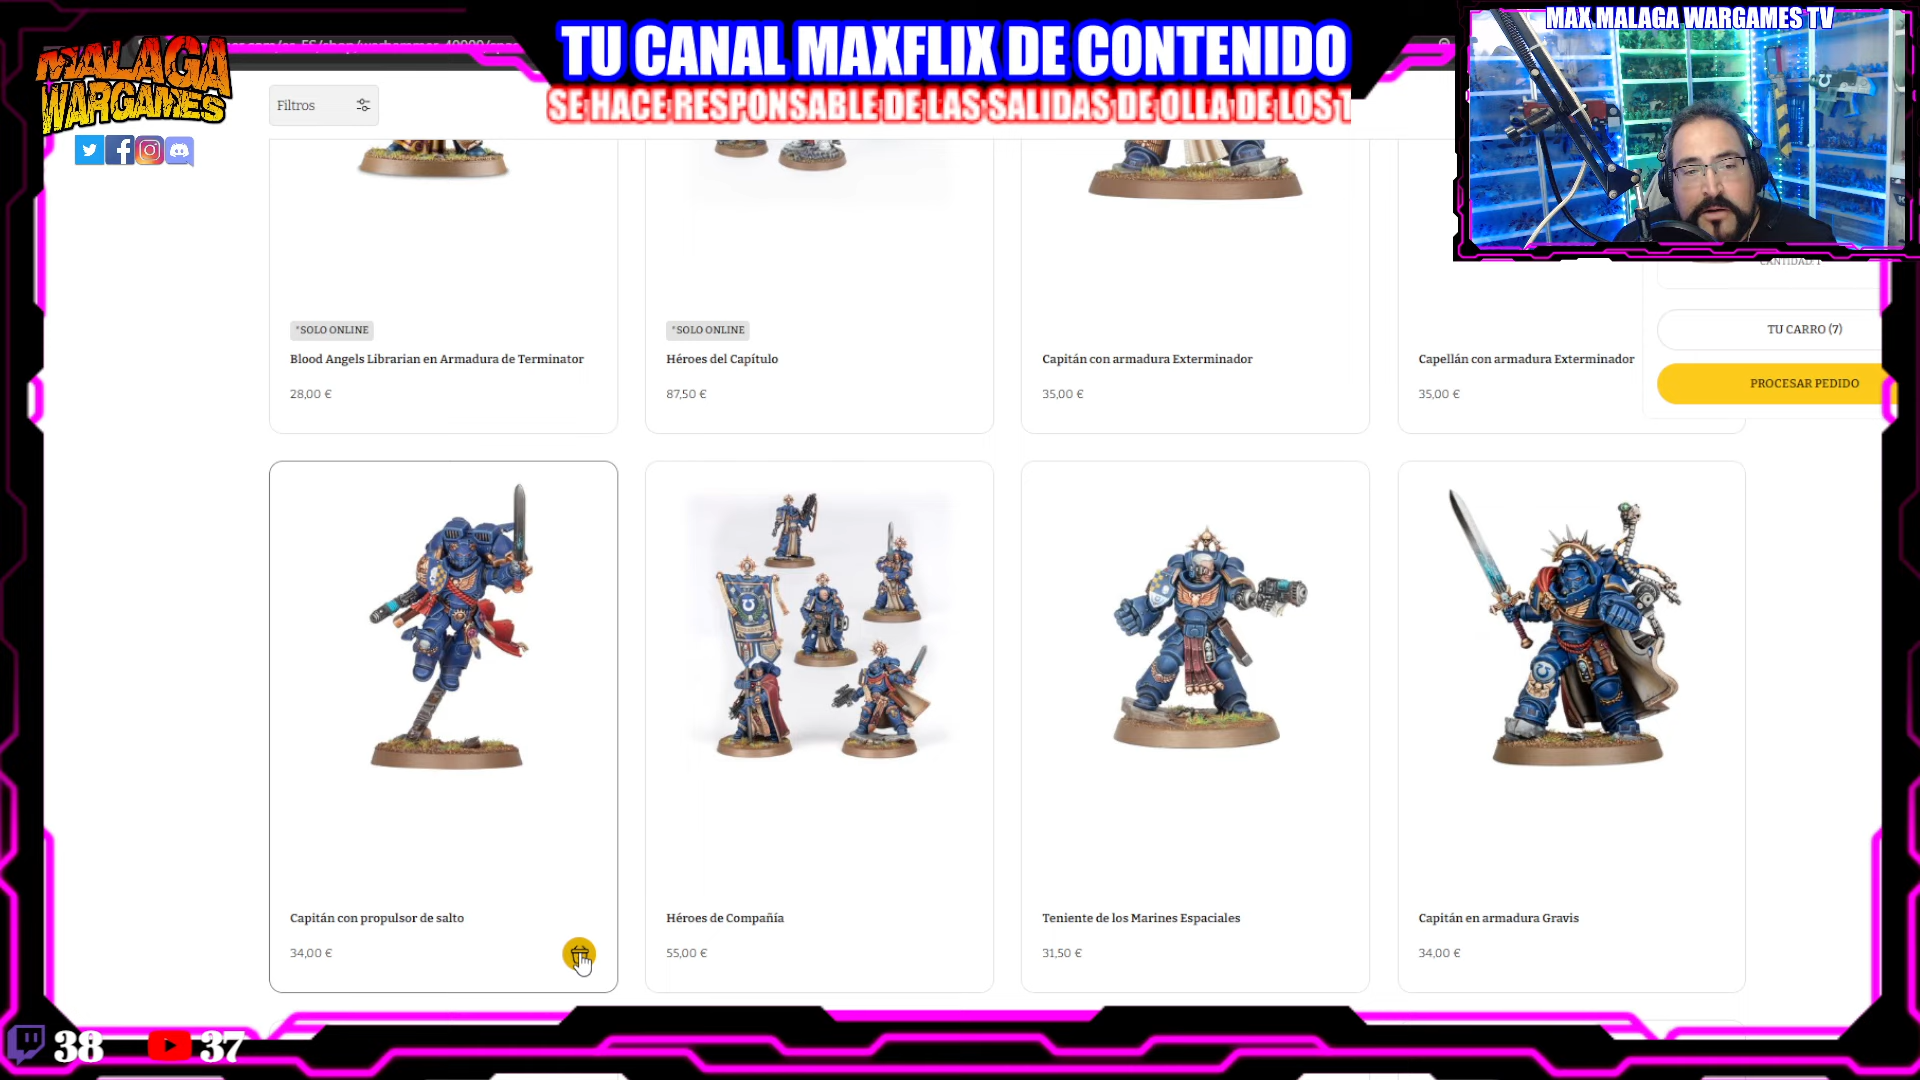 TU CANAL MAXFLIX DE CONTENIDO
SE HACE RESPONSABLE DE LAS SALIDAS DE OLLA DE LOS
MAX MALAGA WARGAMES TV
MALAGA
WARGAMES
Filtros
CANTIDAD: 1
TU CARRO (7)
PROCESAR PEDIDO
*SOLO ONLINE
Blood Angels Librarian en Armadura de Terminator
28,00 €
*SOLO ONLINE
Héroes del Capítulo
87,50 €
Capitán con armadura Exterminador
35,00 €
Capellán con armadura Exterminador
35,00 €
Capitán con propulsor de salto
34,00 €
Héroes de Compañía
55,00 €
Teniente de los Marines Espaciales
31,50 €
Capitán en armadura Gravis
34,00 €
38
37